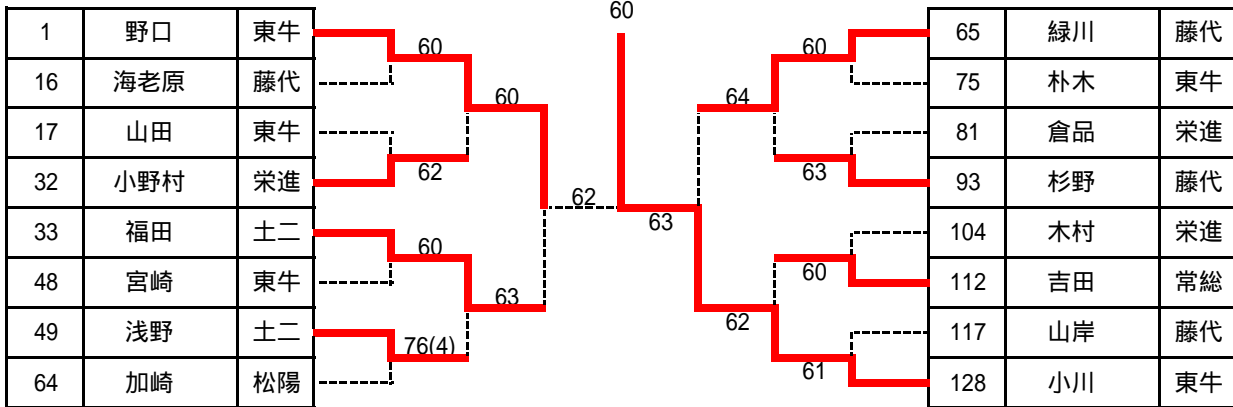 60
1 野口 東牛
60
16 海老原 藤代
60
17 山田 東牛
62
32 小野村 栄進
62
33 福田 土二
60
48 宮崎 東牛
63
49 浅野 土二
76(4)
64 加崎 松陽
65 緑川 藤代
60
75 朴木 東牛
64
81 倉品 栄進
63
93 杉野 藤代
63
104 木村 栄進
60
112 吉田 常総
62
117 山岸 藤代
61
128 小川 東牛